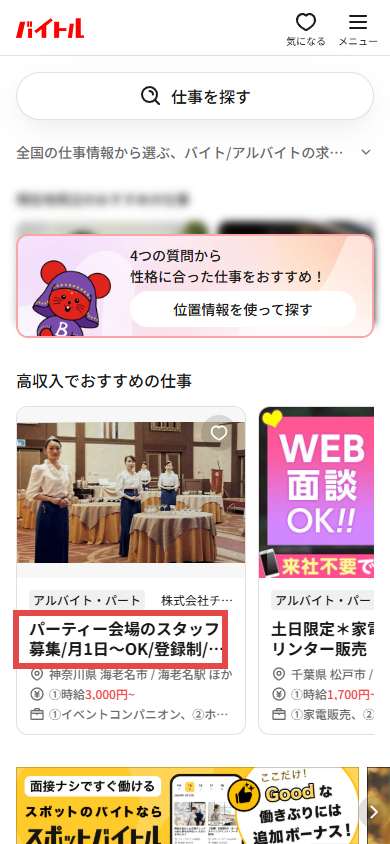 バイトル
気になる
メニュー
仕事を探す
全国の仕事情報から選ぶ、バイト/アルバイトの求…
4つの質問から
性格に合った仕事をおすすめ！
位置情報を使って探す
B
高収入でおすすめの仕事
アルバイト・パート
株式会社チ…
パーティー会場のスタッフ
募集/月1日～OK/登録制/…
神奈川県 海老名市 / 海老名駅 ほか
①時給3,000円~
①イベントコンパニオン、②ホ…
WEB
面談
OK!!
来社不要で
アルバイト・パー
土日限定＊家電
リンター販売
千葉県 松戸市 /
①時給1,700円~
①家電販売、②
面接ナシですぐ働ける
スポットのバイトなら
スポットバイトル
ここだけ!
Goodな
働きぶりには
追加ボーナス!